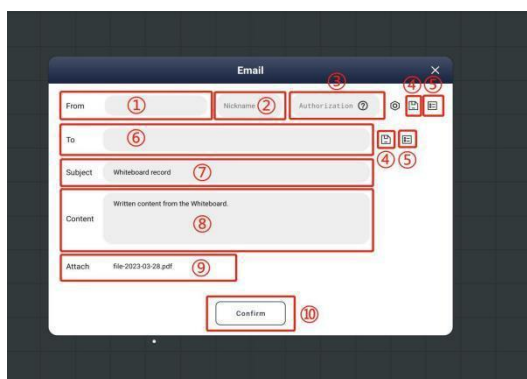 Email
③ ④ ⑤
From ① Nickname ② Authorization ?
To ⑥
④ ⑤
Subject Whiteboard record ⑦
Written content from the Whiteboard.
Content ⑧
Attach file-2023-03-28.pdf ⑨
Confirm ⑩